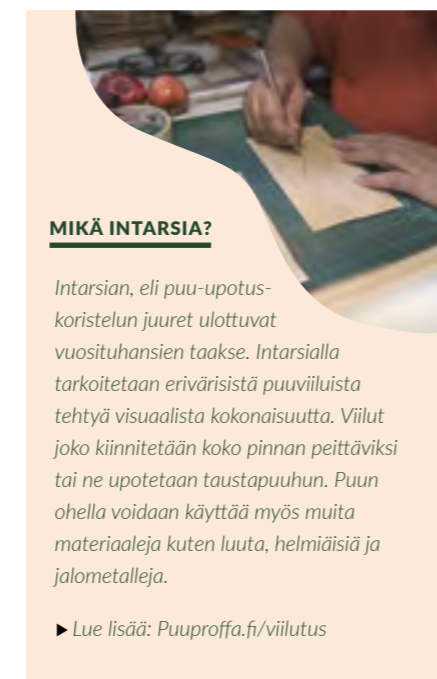 MIKÄ INTARSIA?
Intarsian, eli puu-upotus-
koristelun juuret ulottuvat
vuosituhansien taakse. Intarsialla
tarkoitetaan erivärisistä puuviiluista
tehtyä visuaalista kokonaisuutta. Viilut
joko kiinnitetään koko pinnan peittäviksi
tai ne upotetaan taustapuuhun. Puun
ohella voidaan käyttää myös muita
materiaaleja kuten luuta, helmiäisiä ja
jalometalleja.
▶ Lue lisää: Puuproffa.fi/viilutus